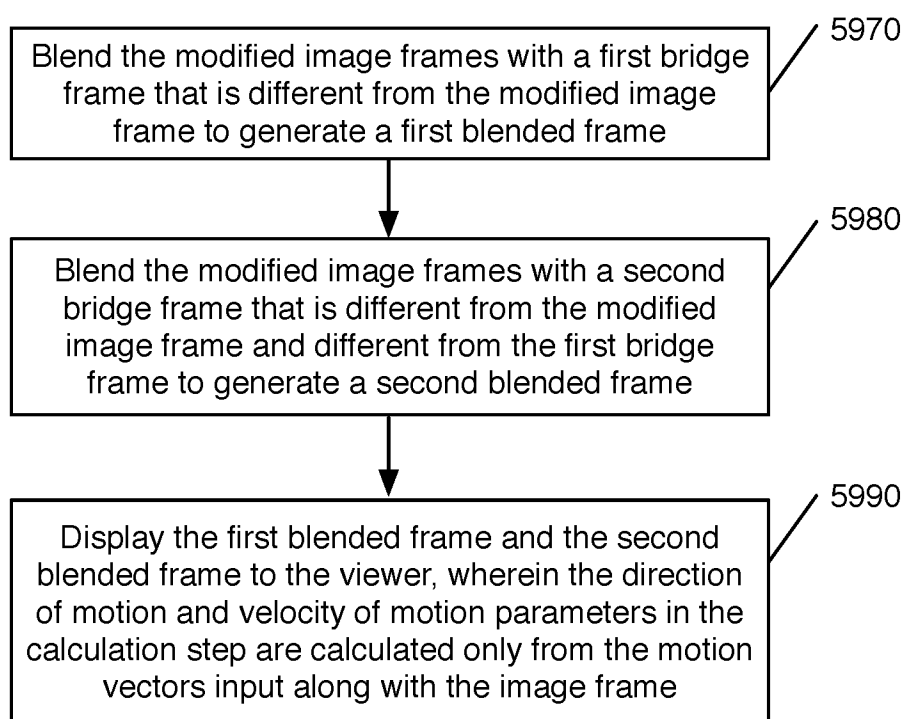 5970
Blend the modified image frames with a first bridge
frame that is different from the modified image
frame to generate a first blended frame
5980
Blend the modified image frames with a second
bridge frame that is different from the modified
image frame and different from the first bridge
frame to generate a second blended frame
5990
Display the first blended frame and the second
blended frame to the viewer, wherein the direction
of motion and velocity of motion parameters in the
calculation step are calculated only from the motion
vectors input along with the image frame